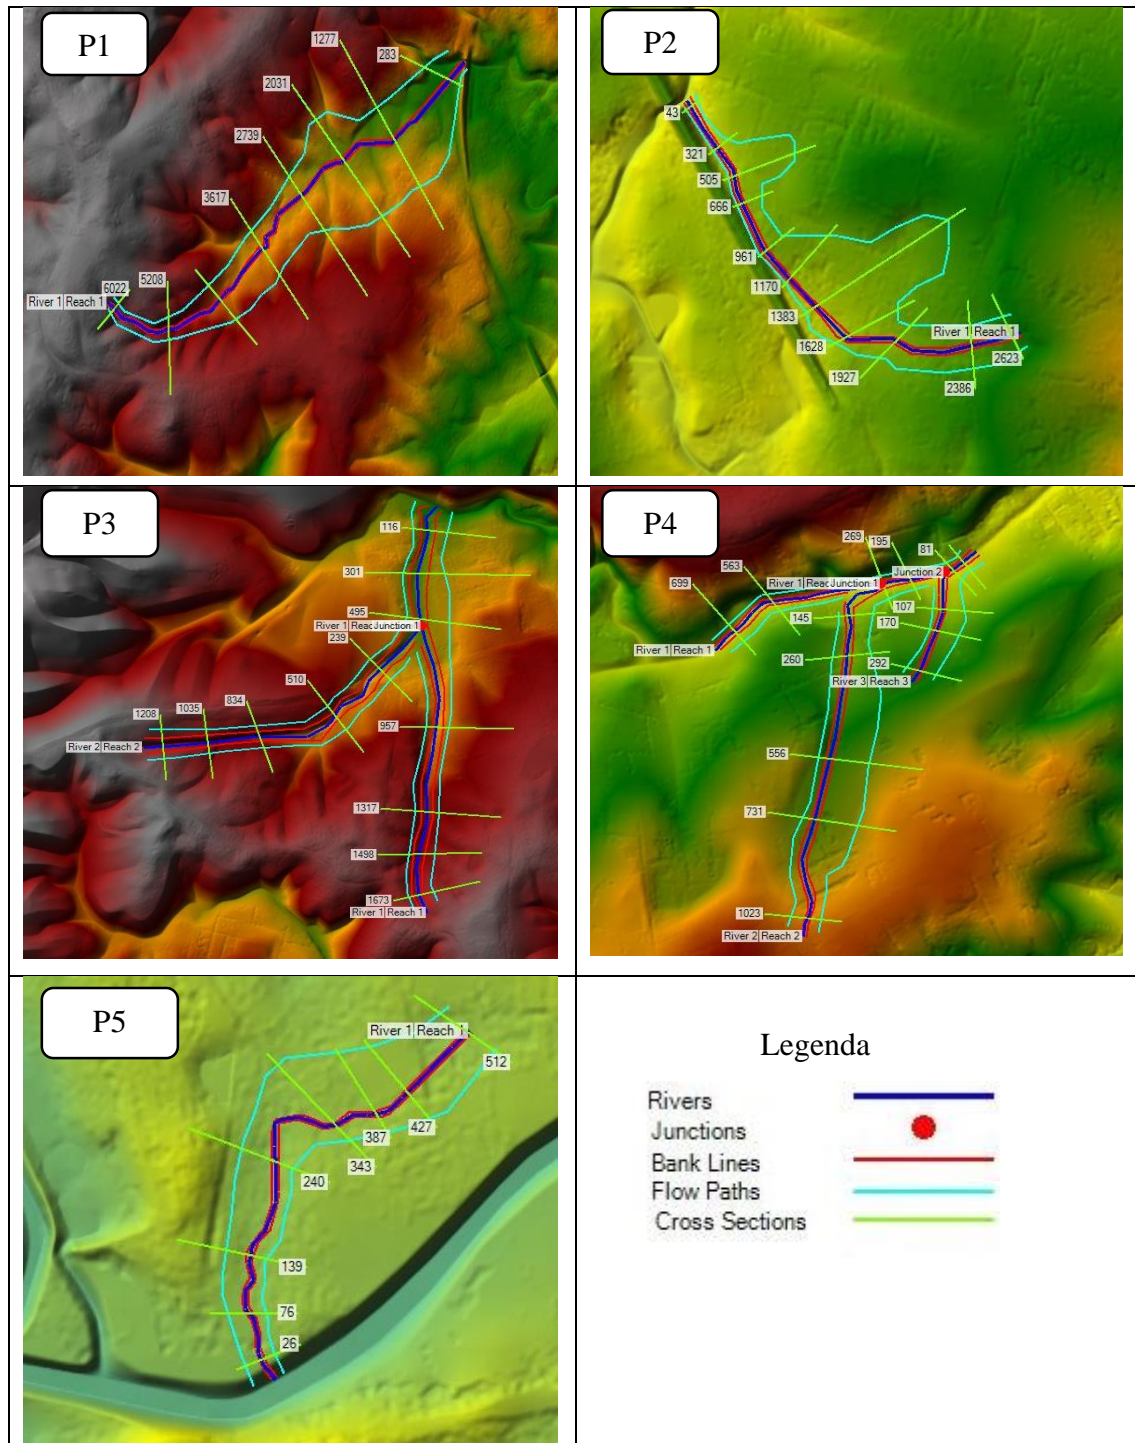 P1
1277
283
2031
2739
3617
5208
6022
River 1 Reach 1
P2
43
321
505
666
961
1170
1383
1628
1927
River 1 Reach 1
2623
2386
P3
116
301
495
River 1 Reac Junction 1
239
510
834
1035
1208
River 2 Reach 2
957
1317
1498
1673
River 1 Reach 1
P4
269
195
81
563
699
Junction 2
River 1 Reac Junction 1
107
145
170
River 1 Reach 1
260
292
River 3 Reach 3
556
731
1023
River 2 Reach 2
P5
River 1 Reach 1
512
427
387
343
240
139
76
26
Legenda
Rivers
Junctions
Bank Lines
Flow Paths
Cross Sections